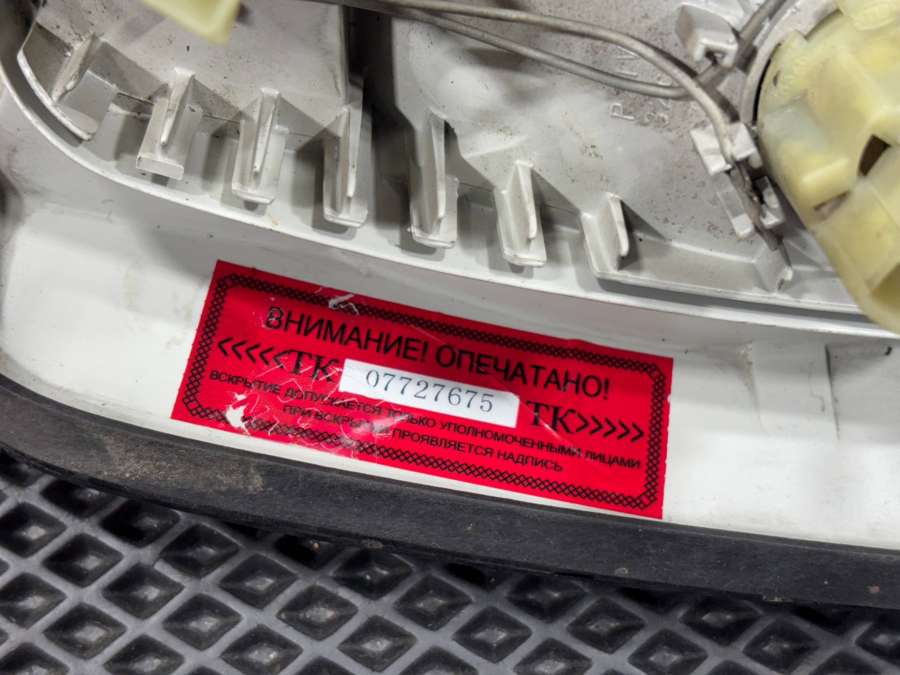 ВНИМАНИЕ! ОПЕЧАТАНО!
<<<<<ТК 07727675 ТК>>>>>
ВСКРЫТИЕ ДОПУСКАЕТСЯ ТОЛЬКО УПОЛНОМОЧЕННЫМИ ЛИЦАМИ
ПРИ ВСКРЫТИИ ПРОЯВЛЯЕТСЯ НАДПИСЬ